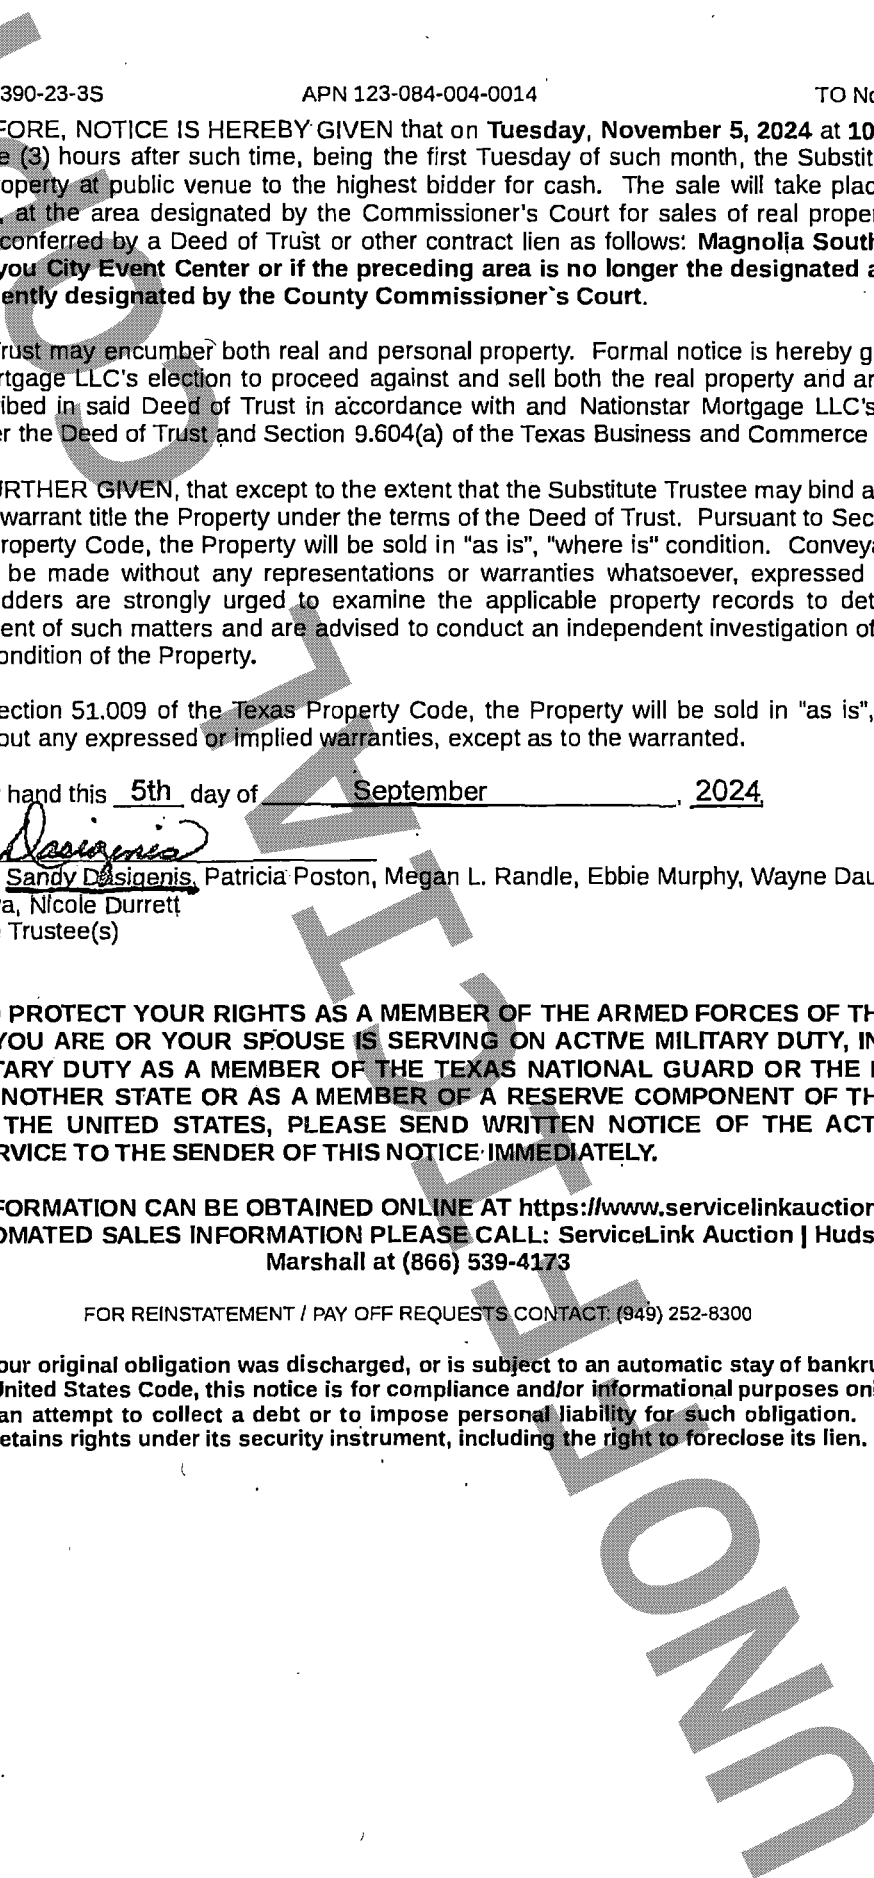 390-23-3S APN 123-084-004-0014 TO No
FORE, NOTICE IS HEREBY GIVEN that on Tuesday, November 5, 2024 at 10
e (3) hours after such time, being the first Tuesday of such month, the Substit
operty at public venue to the highest bidder for cash. The sale will take plac
, at the area designated by the Commissioner's Court for sales of real proper
conferred by a Deed of Trust or other contract lien as follows: Magnolia South
you City Event Center or if the preceding area is no longer the designated a
ently designated by the County Commissioner`s Court.
Trust may encumber both real and personal property. Formal notice is hereby g
rtgage LLC's election to proceed against and sell both the real property and an
ibed in said Deed of Trust in accordance with and Nationstar Mortgage LLC's
er the Deed of Trust and Section 9.604(a) of the Texas Business and Commerce
URTHER GIVEN, that except to the extent that the Substitute Trustee may bind a
warrant title the Property under the terms of the Deed of Trust. Pursuant to Sec
roperty Code, the Property will be sold in "as is", "where is" condition. Conveya
be made without any representations or warranties whatsoever, expressed
dders are strongly urged to examine the applicable property records to det
ent of such matters and are advised to conduct an independent investigation of
ondition of the Property.
ection 51.009 of the Texas Property Code, the Property will be sold in "as is",
out any expressed or implied warranties, except as to the warranted.
hand this 5th day of September, 2024.
Dasigenis
Sandy Dasigenis, Patricia Poston, Megan L. Randle, Ebbie Murphy, Wayne Dau
a, Nicole Durrett
Trustee(s)
PROTECT YOUR RIGHTS AS A MEMBER OF THE ARMED FORCES OF TH
YOU ARE OR YOUR SPOUSE IS SERVING ON ACTIVE MILITARY DUTY, IN
TARY DUTY AS A MEMBER OF THE TEXAS NATIONAL GUARD OR THE
NOTHER STATE OR AS A MEMBER OF A RESERVE COMPONENT OF TH
THE UNITED STATES, PLEASE SEND WRITTEN NOTICE OF THE ACT
RVICE TO THE SENDER OF THIS NOTICE IMMEDIATELY.
FORMATION CAN BE OBTAINED ONLINE AT https://www.servicelinkauction
OMATED SALES INFORMATION PLEASE CALL: ServiceLink Auction | Huds
Marshall at (866) 539-4173
FOR REINSTATEMENT / PAY OFF REQUESTS CONTACT: (949) 252-8300
our original obligation was discharged, or is subject to an automatic stay of bankru
United States Code, this notice is for compliance and/or informational purposes onl
an attempt to collect a debt or to impose personal liability for such obligation.
etains rights under its security instrument, including the right to foreclose its lien.
UNOFFICIAL